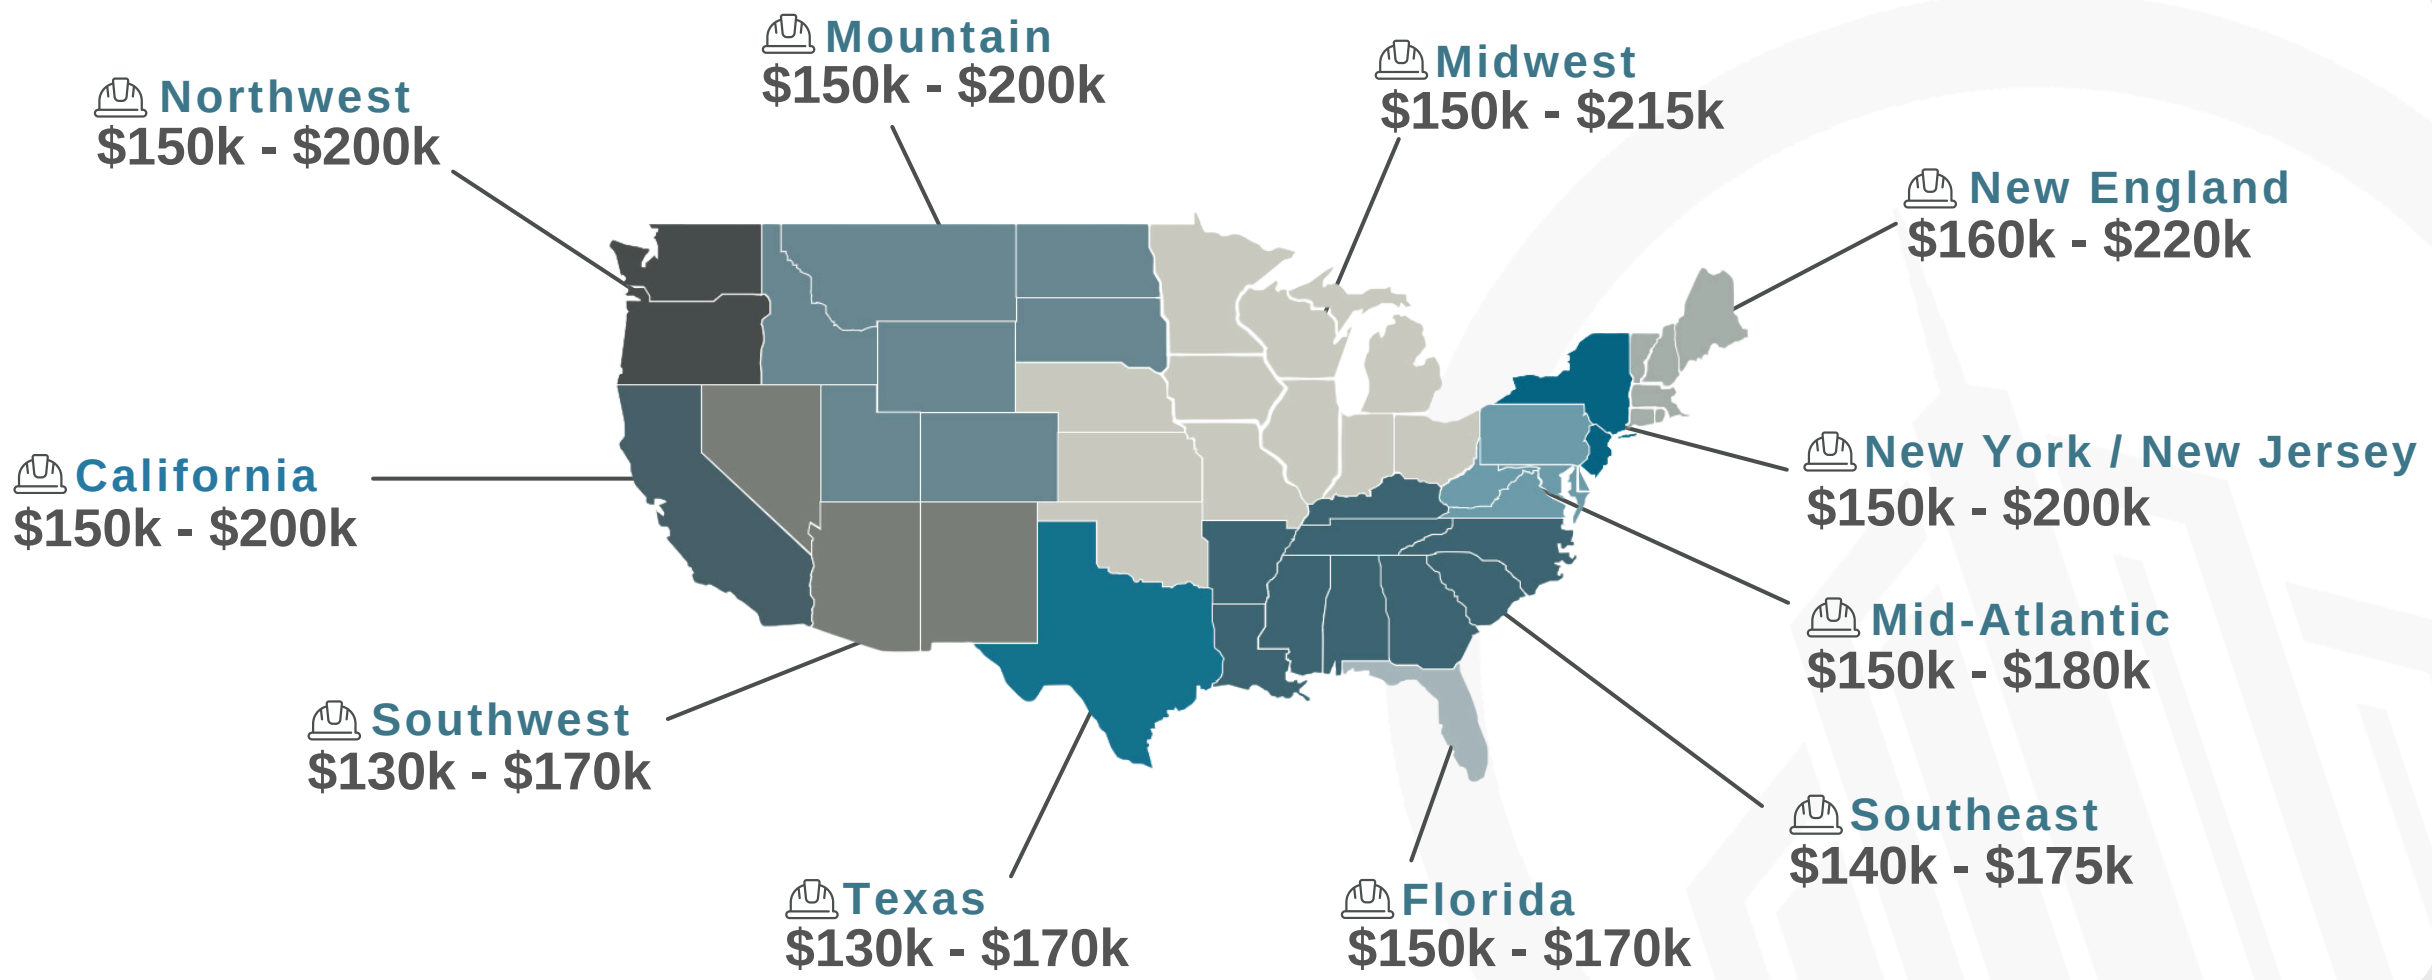 Mountain
$150k - $200k
Midwest
$150k - $215k
Northwest
$150k - $200k
New England
$160k - $220k
New York / New Jersey
$150k - $200k
California
$150k - $200k
Mid-Atlantic
$150k - $180k
Southwest
$130k - $170k
Southeast
$140k - $175k
Texas
$130k - $170k
Florida
$150k - $170k